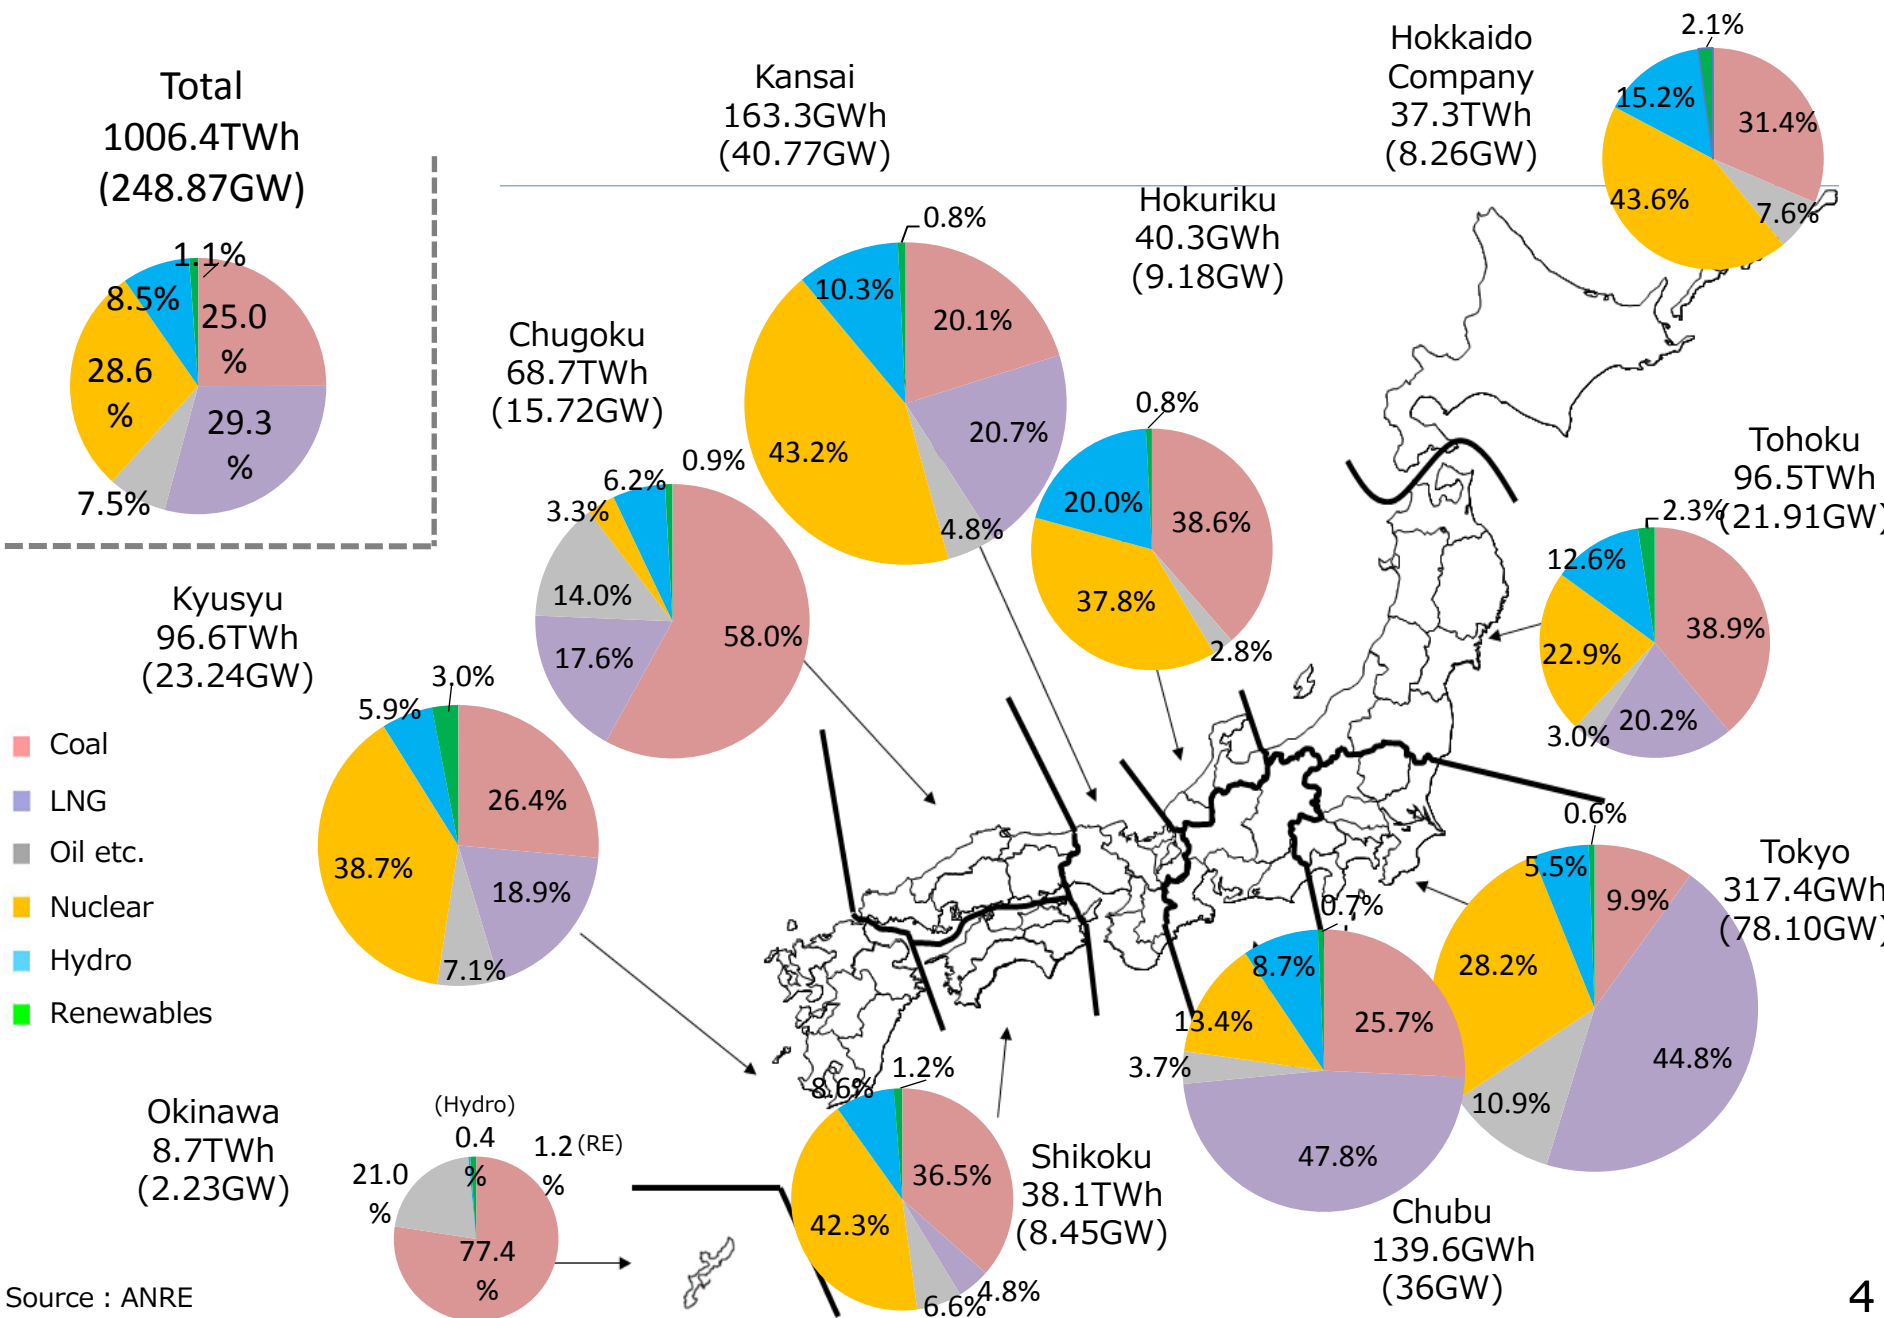 Total
1006.4TWh
(248.87GW)
1.1%
8.5%
25.0
%
28.6
%
29.3
%
7.5%
Kansai
163.3GWh
(40.77GW)
0.8%
10.3%
20.1%
43.2%
20.7%
4.8%
Hokkaido
Company
37.3TWh
(8.26GW)
2.1%
15.2%
31.4%
43.6%
7.6%
Hokuriku
40.3GWh
(9.18GW)
0.8%
20.0%
38.6%
37.8%
2.8%
Chugoku
68.7TWh
(15.72GW)
0.9%
6.2%
3.3%
14.0%
58.0%
17.6%
Tohoku
96.5TWh
(21.91GW)
2.3%
12.6%
38.9%
22.9%
20.2%
3.0%
Kyusyu
96.6TWh
(23.24GW)
3.0%
5.9%
26.4%
38.7%
18.9%
7.1%
Coal
LNG
Oil etc.
Nuclear
Hydro
Renewables
Tokyo
317.4GWh
(78.10GW)
0.6%
5.5%
9.9%
28.2%
44.8%
10.9%
0.7%
8.7%
25.7%
13.4%
3.7%
47.8%
Chubu
139.6GWh
(36GW)
Okinawa
8.7TWh
(2.23GW)
(Hydro)
0.4
%
1.2 (RE)
%
21.0
%
77.4
%
1.2%
8.6%
36.5%
42.3%
4.8%
6.6%
Shikoku
38.1TWh
(8.45GW)
Source : ANRE
4